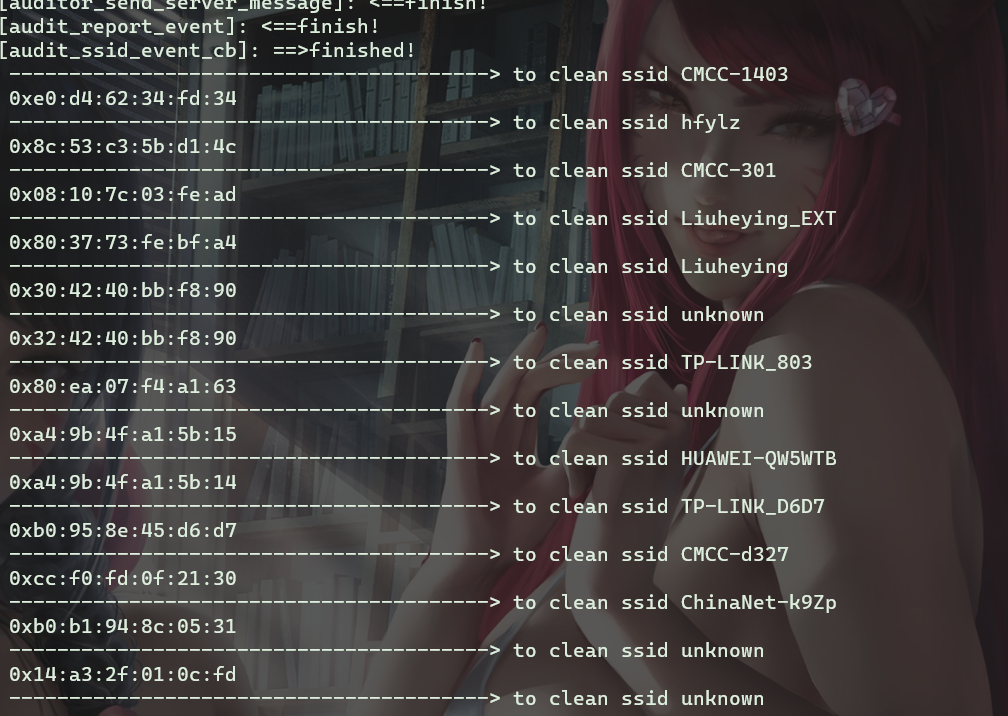 [auditor_send_server_message]: <==finish!
[audit_report_event]: <==finish!
[audit_ssid_event_cb]: ==>finished!
----------------------------------------> to clean ssid CMCC-1403
0xe0:d4:62:34:fd:34
----------------------------------------> to clean ssid hfylz
0x8c:53:c3:5b:d1:4c
----------------------------------------> to clean ssid CMCC-301
0x08:10:7c:03:fe:ad
----------------------------------------> to clean ssid Liuheying_EXT
0x80:37:73:fe:bf:a4
----------------------------------------> to clean ssid Liuheying
0x30:42:40:bb:f8:90
----------------------------------------> to clean ssid unknown
0x32:42:40:bb:f8:90
----------------------------------------> to clean ssid TP-LINK_803
0x80:ea:07:f4:a1:63
----------------------------------------> to clean ssid unknown
0xa4:9b:4f:a1:5b:15
----------------------------------------> to clean ssid HUAWEI-QW5WTB
0xa4:9b:4f:a1:5b:14
----------------------------------------> to clean ssid TP-LINK_D6D7
0xb0:95:8e:45:d6:d7
----------------------------------------> to clean ssid CMCC-d327
0xcc:f0:fd:0f:21:30
----------------------------------------> to clean ssid ChinaNet-k9Zp
0xb0:b1:94:8c:05:31
----------------------------------------> to clean ssid unknown
0x14:a3:2f:01:0c:fd
----------------------------------------> to clean ssid unknown